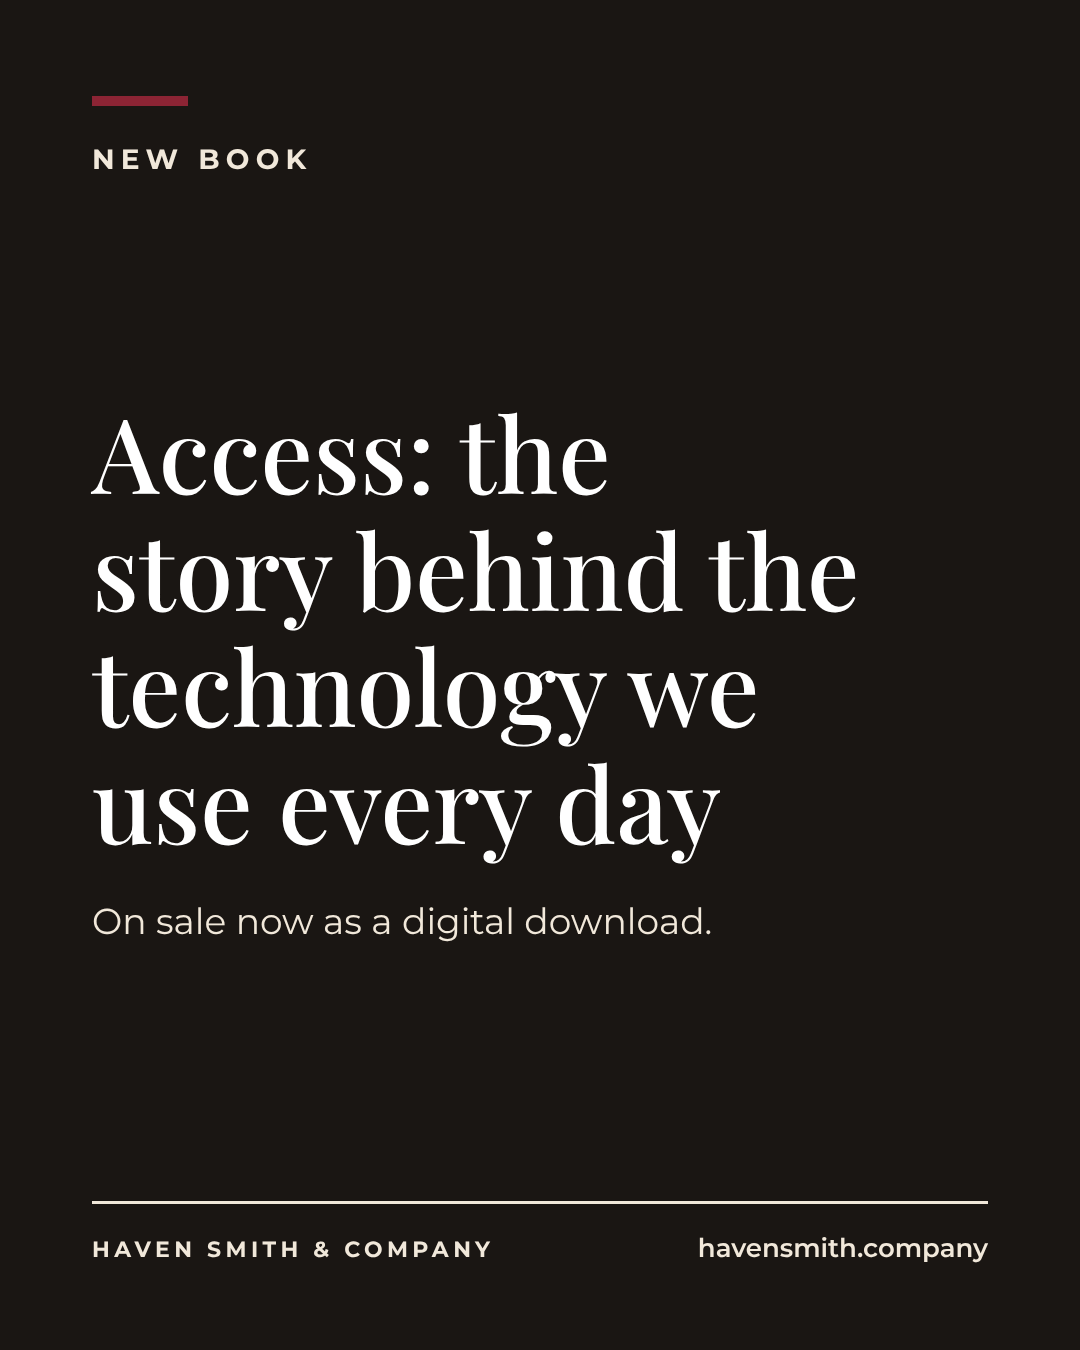 NEW BOOK
Access: the
story behind the
technology we
use every day
On sale now as a digital download.
HAVEN SMITH & COMPANY
havensmith.company